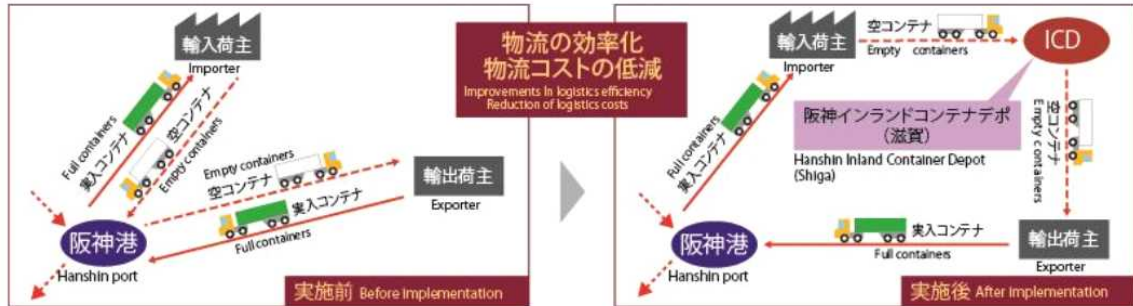 輸入荷主
Importer
Full containers
実入コンテナ
空コンテナ
Empty containers
Empty containers
空コンテナ
輸出荷主
Exporter
実入コンテナ
Full containers
阪神港
Hanshin port
実施前 Before implementation
物流の効率化
物流コストの低減
Improvements In logistics efficiency
Reduction of logistics costs
輸入荷主
Importer
空コンテナ
Empty containers
ICD
Full containers
実入コンテナ
阪神インランドコンテナデポ
(滋賀)
Hanshin Inland Container Depot
(Shiga)
空コンテナ
Empty containers
阪神港
Hanshin port
実入コンテナ
Full containers
輸出荷主
Exporter
実施後 After implementation